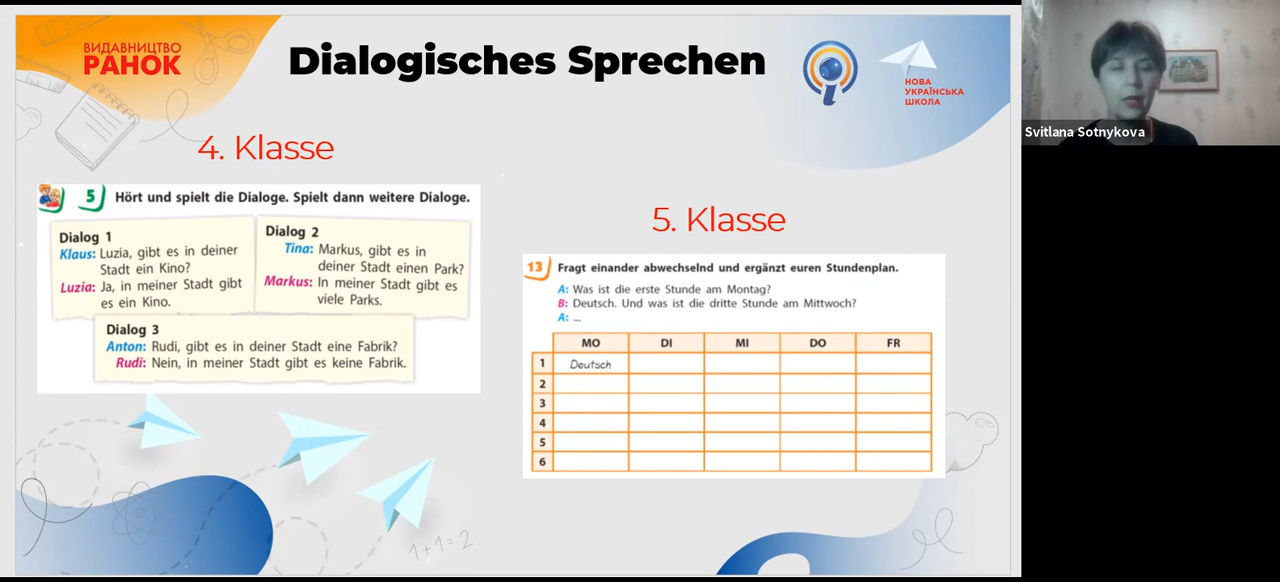 ВИДАВНИЦТВО
РАНОК
Dialogisches Sprechen
НОВА
УКРАЇНСЬКА
ШКОЛА
Svitlana Sotnykova
4. Klasse
5 Hört und spielt die Dialoge. Spielt dann weitere Dialoge.
Dialog 1
Klaus: Luzia, gibt es in deiner
Stadt ein Kino?
Luzia: Ja, in meiner Stadt gibt
es ein Kino.
Dialog 2
Tina: Markus, gibt es in
deiner Stadt einen Park?
Markus: In meiner Stadt gibt es
viele Parks.
Dialog 3
Anton: Rudi, gibt es in deiner Stadt eine Fabrik?
Rudi: Nein, in meiner Stadt gibt es keine Fabrik.
5. Klasse
13 Fragt einander abwechselnd und ergänzt euren Stundenplan.
A: Was ist die erste Stunde am Montag?
B: Deutsch. Und was ist die dritte Stunde am Mittwoch?
A: ...
MO DI MI DO FR
1 Deutsch
2
3
4
5
6
1+1=2